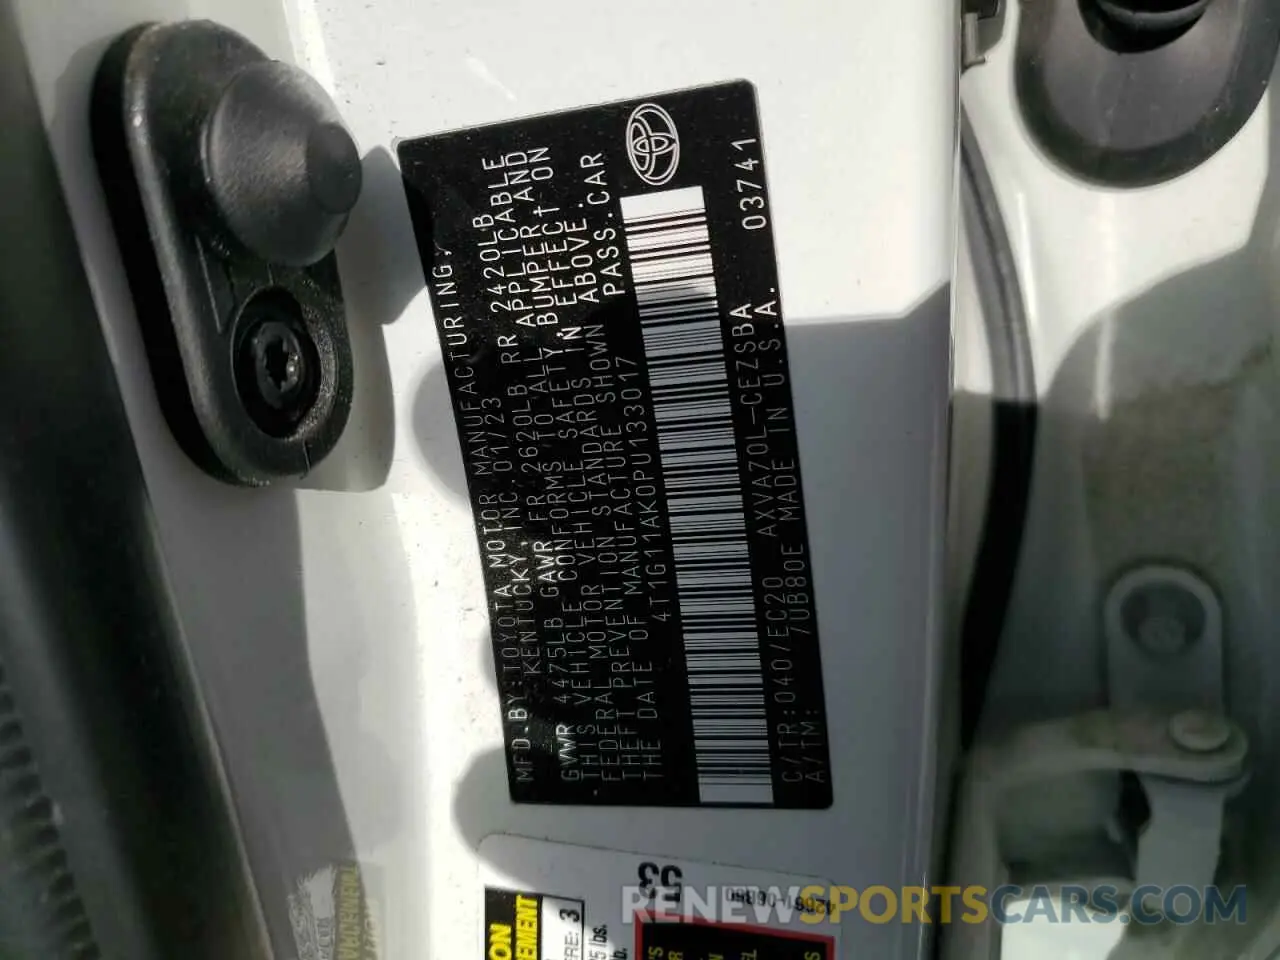 MFD.BY:TOYOTA MOTOR MANUFACTURING,
KENTUCKY, INC. 01/23
GVWR 4475LB GAWR FR 2620LB RR 2420LB
THIS VEHICLE CONFORMS TO ALL APPLICABLE
FEDERAL MOTOR VEHICLE SAFETY, BUMPER, AND
THEFT PREVENTION STANDARDS IN EFFECT ON
THE DATE OF MANUFACTURE SHOWN ABOVE.
4T1G11AK0PU133017 PASS.CAR
C/TR:040/EC20 AXVA70L-CEZSBA 03741
A/TM: /UB80E MADE IN U.S.A.
53
RENEWSPORTSCARS.COM